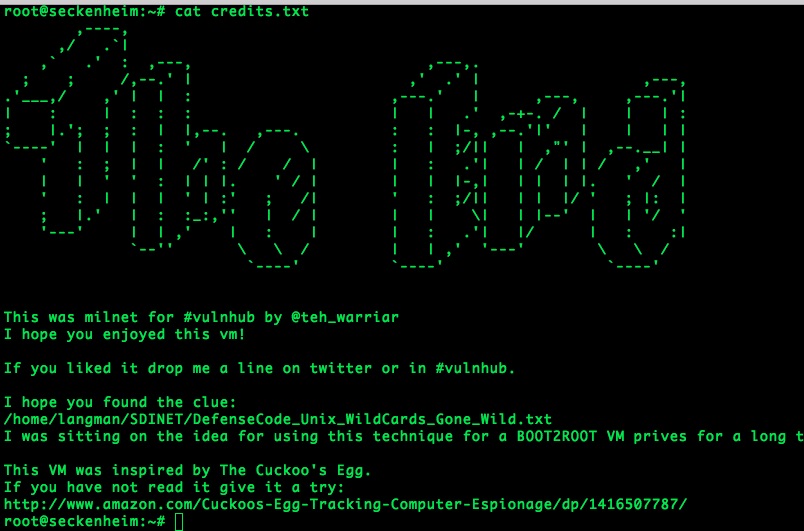 root@seckenheim:~# cat credits.txt
The End
This was milnet for #vulnhub by @teh_warriar
I hope you enjoyed this vm!
If you liked it drop me a line on twitter or in #vulnhub.
I hope you found the clue:
/home/langman/SDINET/DefenseCode_Unix_WildCards_Gone_Wild.txt
I was sitting on the idea for using this technique for a BOOT2ROOT VM prives for a long t
This VM was inspired by The Cuckoo's Egg.
If you have not read it give it a try:
http://www.amazon.com/Cuckoos-Egg-Tracking-Computer-Espionage/dp/1416507787/
root@seckenheim:~#